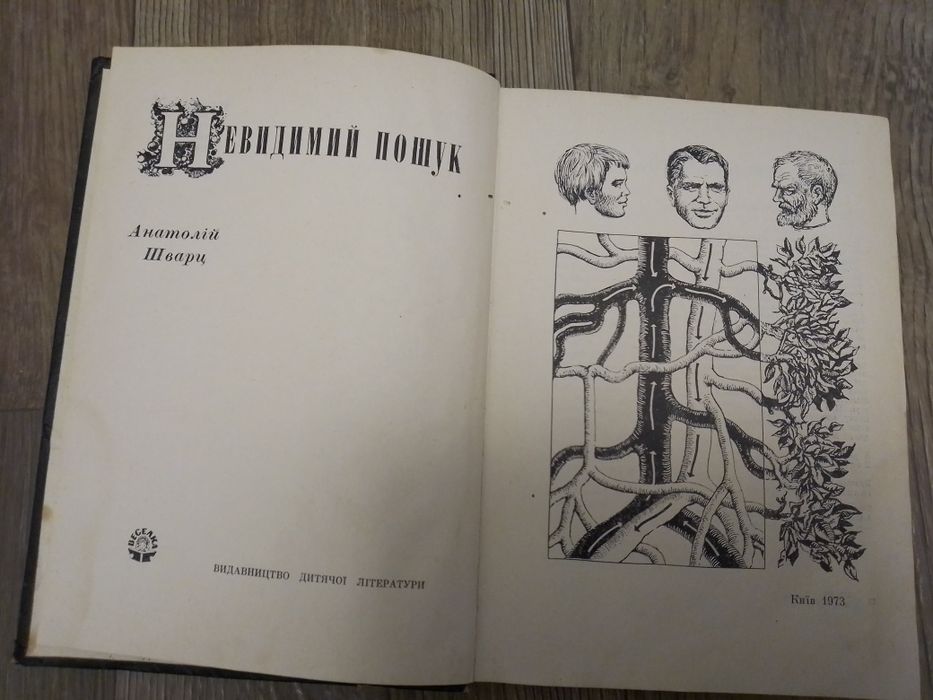 НЕВИДИМИЙ ПОШУК
Анатолій
Шварц
ВЕСЕЛКА
ВИДАВНИЦТВО ДИТЯЧОЇ ЛІТЕРАТУРИ
Київ 1973